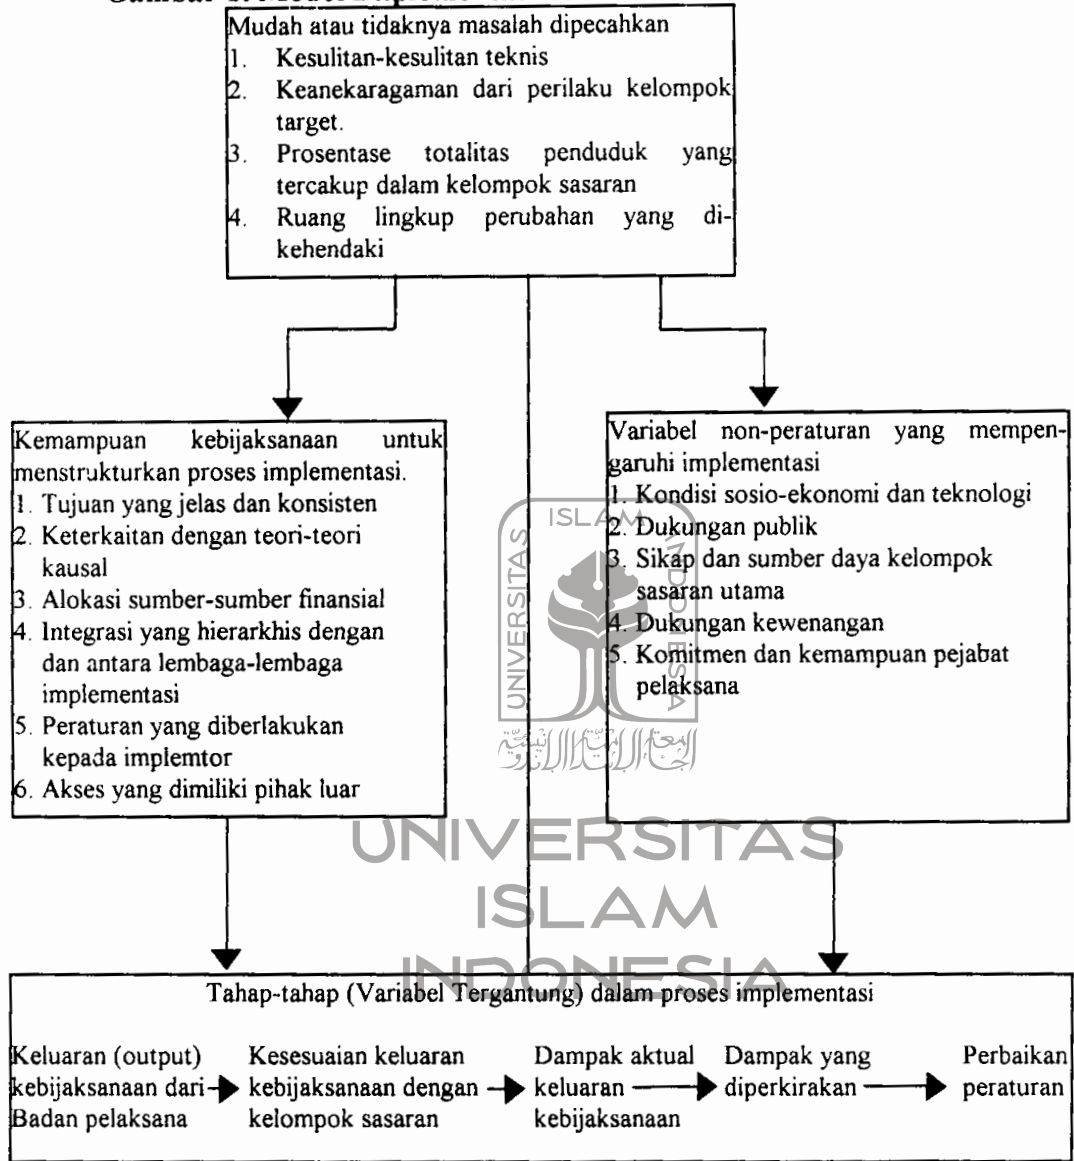 Mudah atau tidaknya masalah dipecahkan
1. Kesulitan-kesulitan teknis
2. Keanekaragaman dari perilaku kelompok
target.
3. Prosentase totalitas penduduk yang
tercakup dalam kelompok sasaran
4. Ruang lingkup perubahan yang di-
kehendaki
Kemampuan kebijaksanaan untuk
menstrukturkan proses implementasi.
1. Tujuan yang jelas dan konsisten
2. Keterkaitan dengan teori-teori
kausal
3. Alokasi sumber-sumber finansial
4. Integrasi yang hierarkhis dengan
dan antara lembaga-lembaga
implementasi
5. Peraturan yang diberlakukan
kepada implemtor
6. Akses yang dimiliki pihak luar
Variabel non-peraturan yang mempen-
garuhi implementasi
1. Kondisi sosio-ekonomi dan teknologi
2. Dukungan publik
3. Sikap dan sumber daya kelompok
sasaran utama
4. Dukungan kewenangan
5. Komitmen dan kemampuan pejabat
pelaksana
UNIVERSITAS
ISLAM
INDONESIA
UNIVERSITAS
ISLAM
INDONESIA
Tahap-tahap (Variabel Tergantung) dalam proses implementasi
Keluaran (output)
kebijaksanaan dari
Badan pelaksana
Kesesuaian keluaran
kebijaksanaan dengan
kelompok sasaran
Dampak aktual
keluaran
kebijaksanaan
Dampak yang
diperkirakan
Perbaikan
peraturan